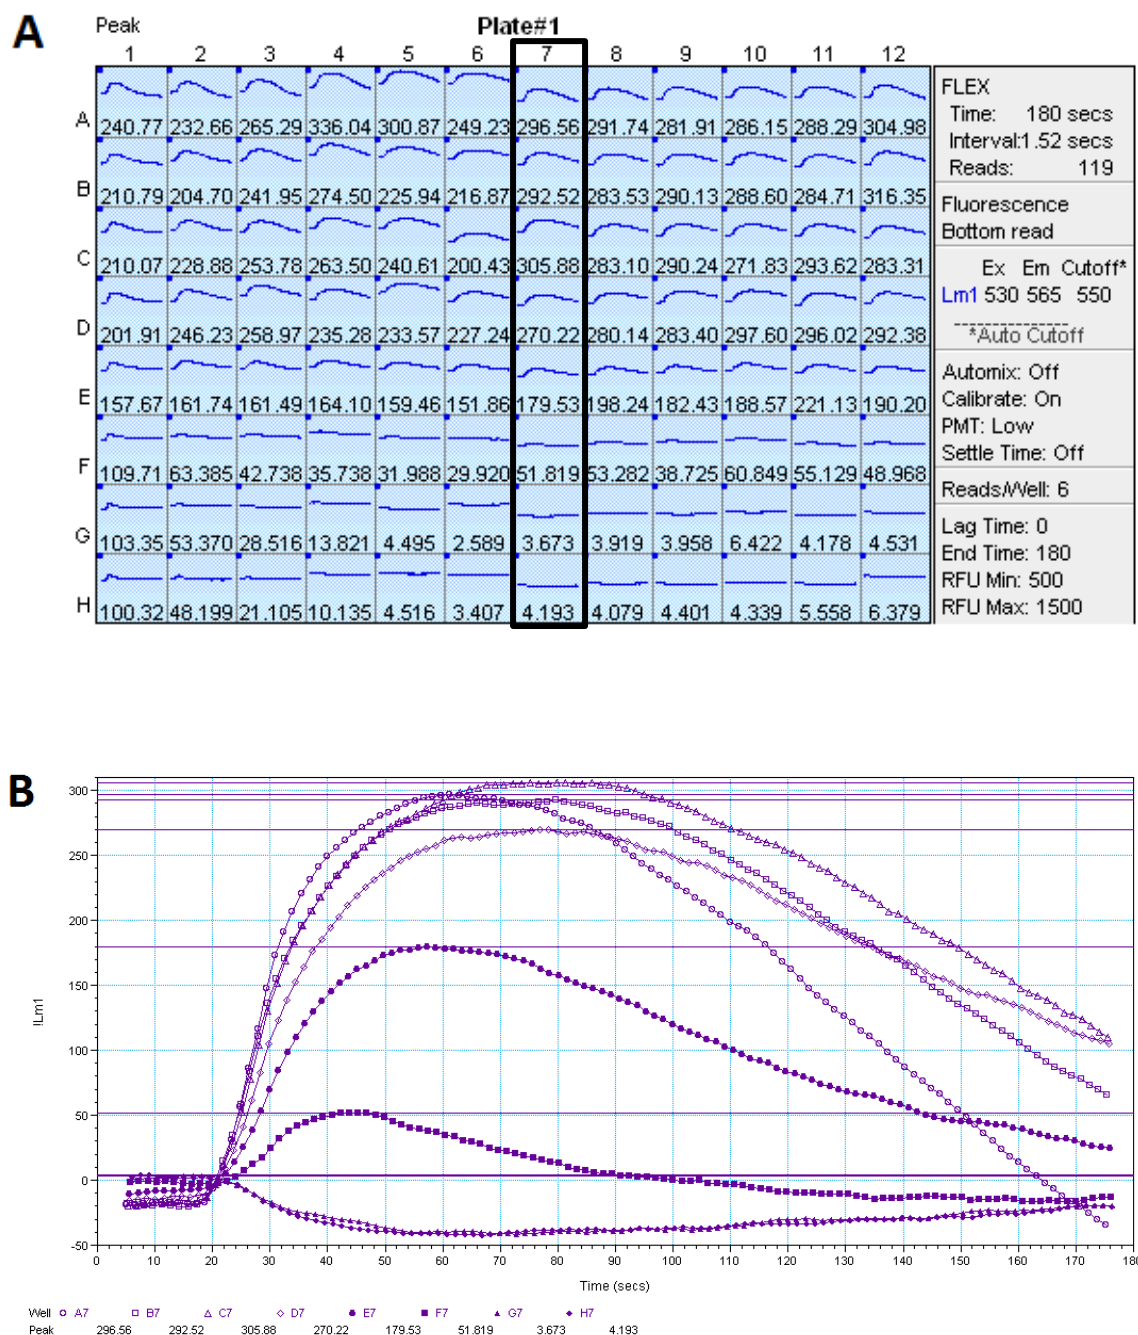 A
Peak
Plate#1
1 2 3 4 5 6 7 8 9 10 11 12
A 240.77 232.66 265.29 336.04 300.87 249.23 296.56 291.74 281.91 286.15 288.29 304.98
B 210.79 204.70 241.95 274.50 225.94 216.87 292.52 283.53 290.13 288.60 284.71 316.35
C 210.07 228.88 253.78 263.50 240.61 200.43 305.88 283.10 290.24 271.83 293.62 283.31
D 201.91 246.23 258.97 235.28 233.57 227.24 270.22 280.14 283.40 297.60 296.02 292.38
E 157.67 161.74 161.49 164.10 159.46 151.86 179.53 198.24 182.43 188.57 221.13 190.20
F 109.71 63.385 42.738 35.738 31.988 29.920 51.819 53.282 38.725 60.849 55.129 48.968
G 103.35 53.370 28.516 13.821 4.495 2.589 3.673 3.919 3.958 6.422 4.178 4.531
H 100.32 48.199 21.105 10.135 4.516 3.407 4.193 4.079 4.401 4.339 5.558 6.379
FLEX
Time: 180 secs
Interval:1.52 secs
Reads: 119
Fluorescence
Bottom read
Ex Em Cutoff*
Lm1 530 565 550
*Auto Cutoff
Automix: Off
Calibrate: On
PMT: Low
Settle Time: Off
Reads/Well: 6
Lag Time: 0
End Time: 180
RFU Min: 500
RFU Max: 1500
B
300
250
200
150
100
50
0
-50
!Lm1
0 10 20 30 40 50 60 70 80 90 100 110 120 130 140 150 160 170 180
Time (secs)
Well A7 B7 C7 D7 E7 F7 G7 H7
Peak 296.56 292.52 305.88 270.22 179.53 51.819 3.673 4.193